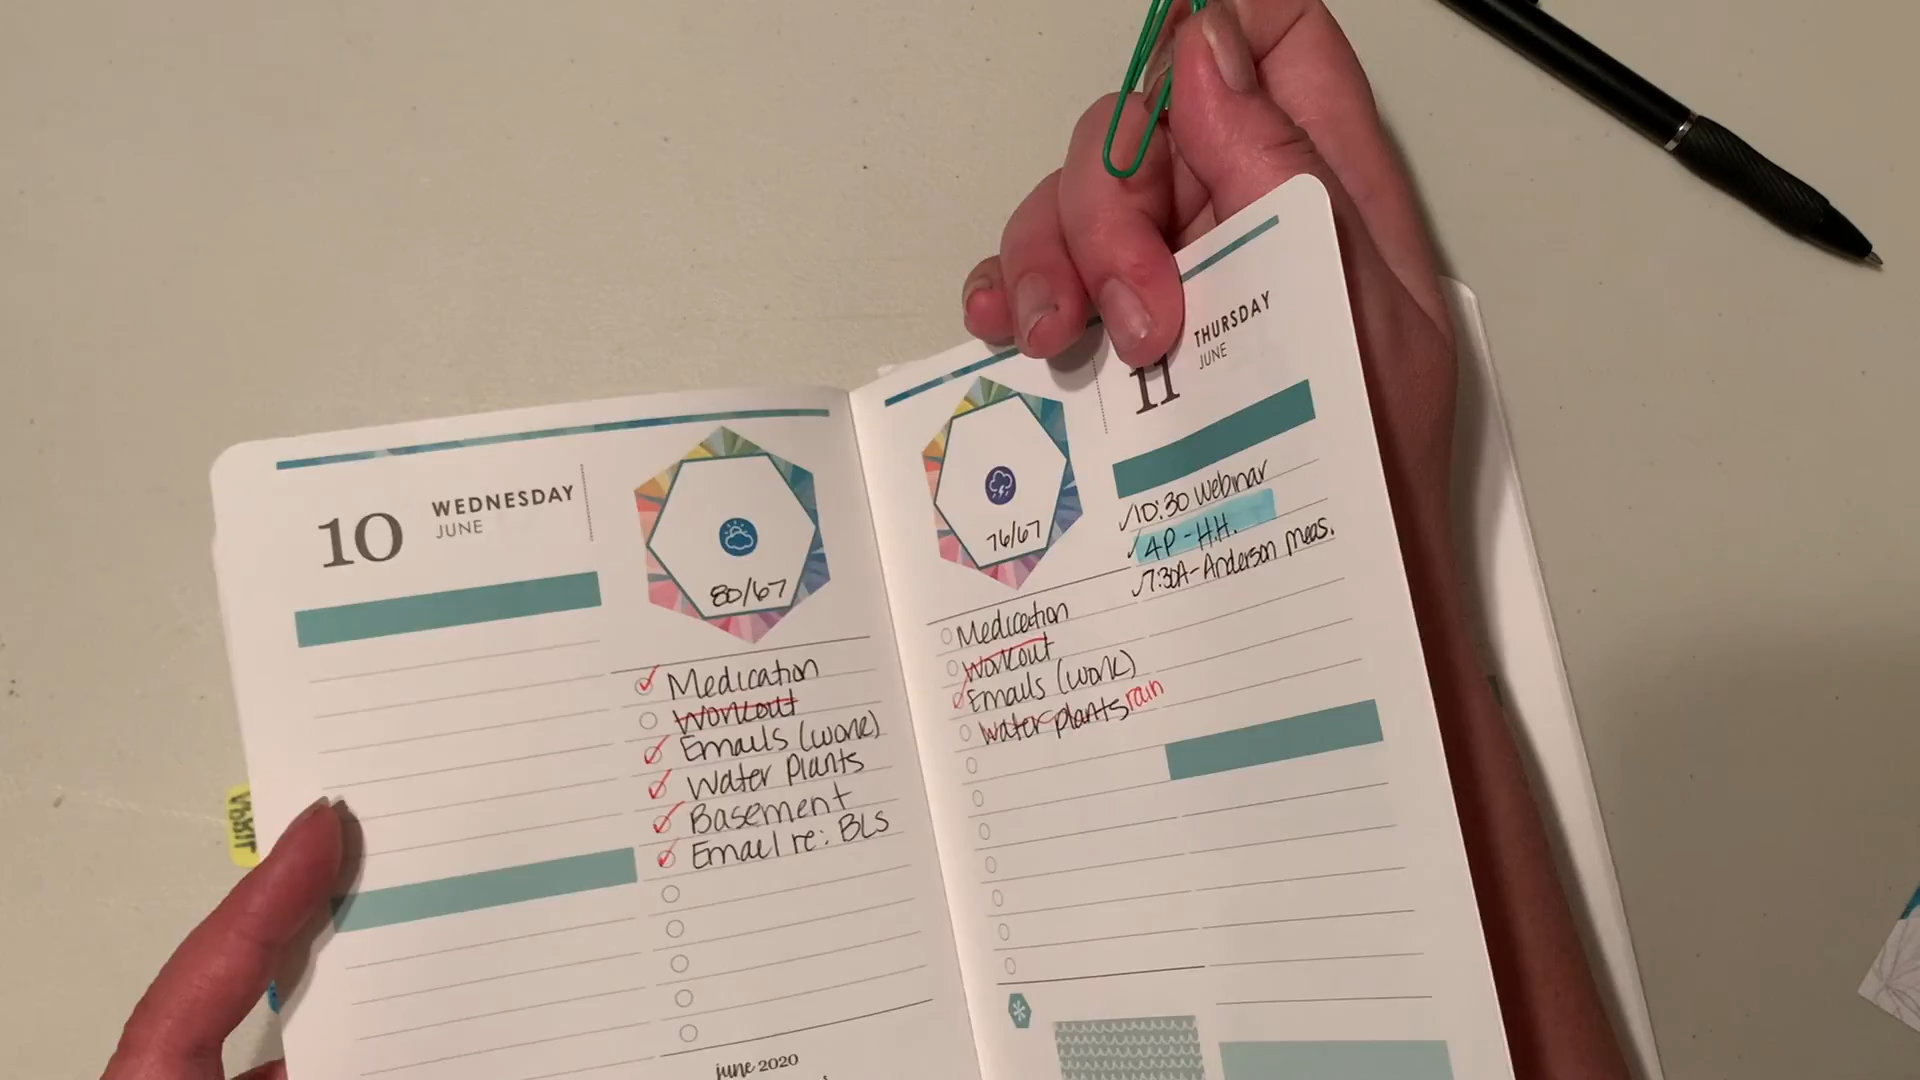 10
WEDNESDAY
JUNE
80/67
Medication
Workout
Emails (work)
Water Plants
Basement
Email re: BLS
june 2020
11
THURSDAY
JUNE
76/67
10:30 Webinar
4P - H.H.
7:30A - Anderson meas.
Medication
Workout
Emails (work)
Water plants rain